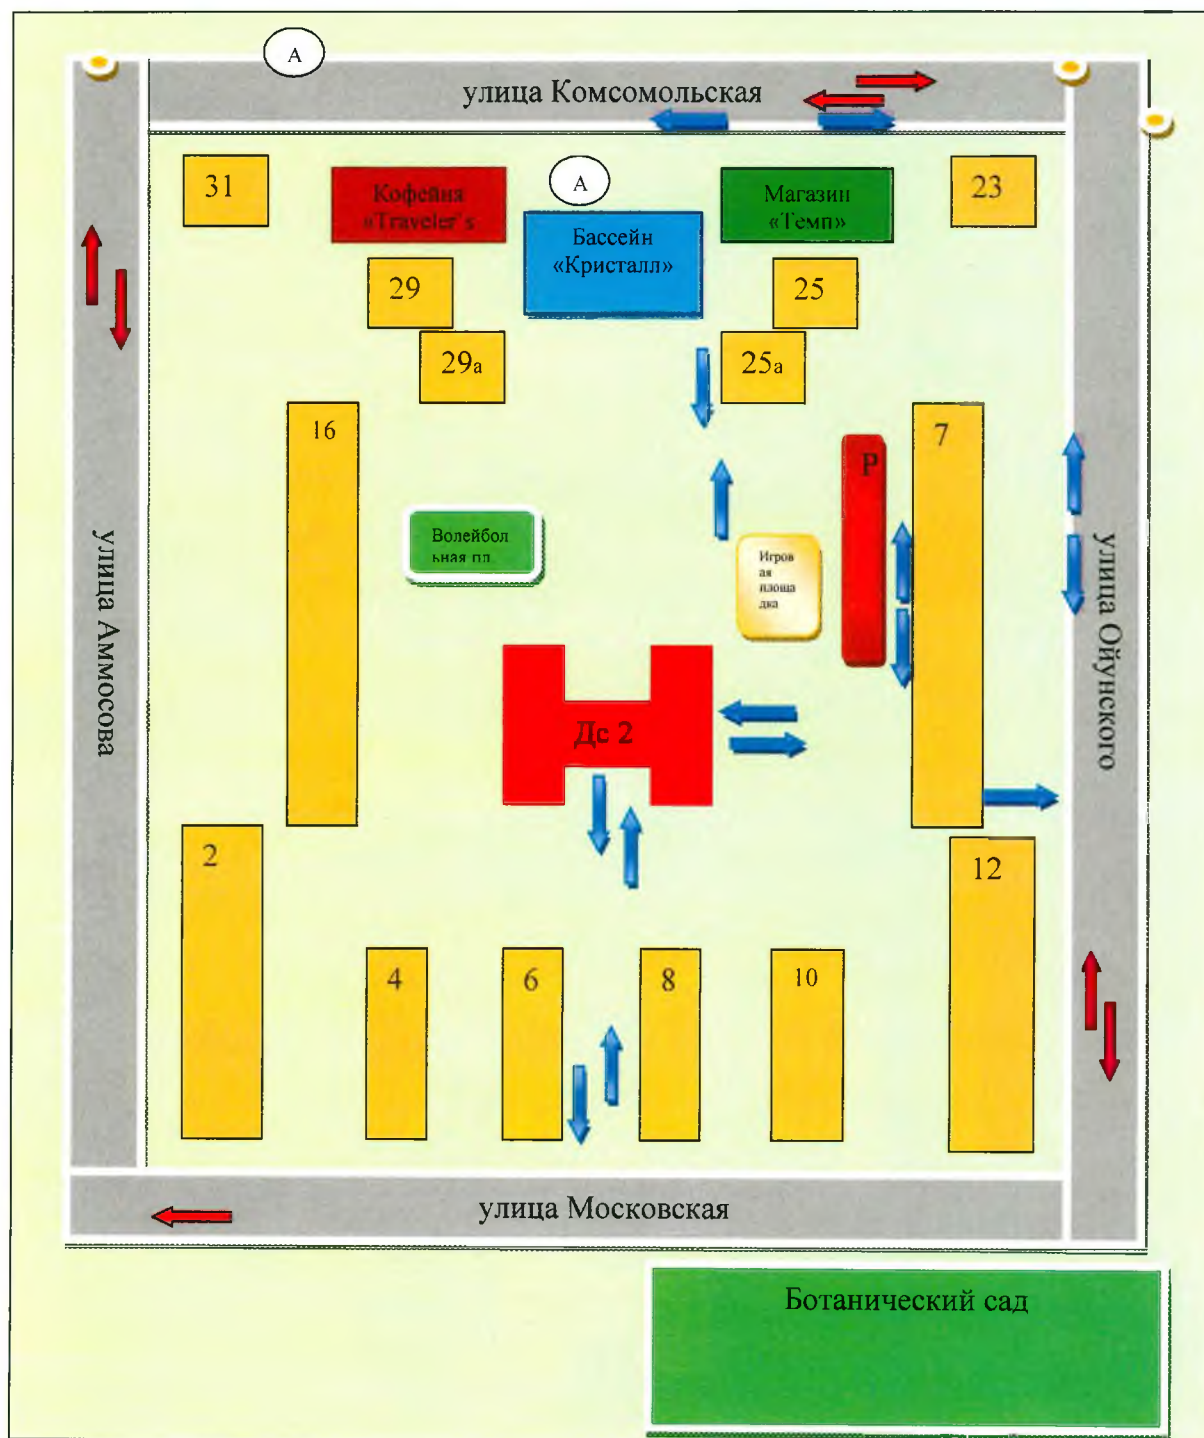 А
улица Комсомольская
31
Кофейна
«Traveler`s
А
Бассейн
«Кристалл»
Магазин
«Темп»
23
29
25
29а
25а
16
7
Р
Волейбол
ьная пл.
Игров
ая
площа
дка
улица Аммосова
улица Ойунского
Дс 2
2
12
4
6
8
10
улица Московская
Ботанический сад